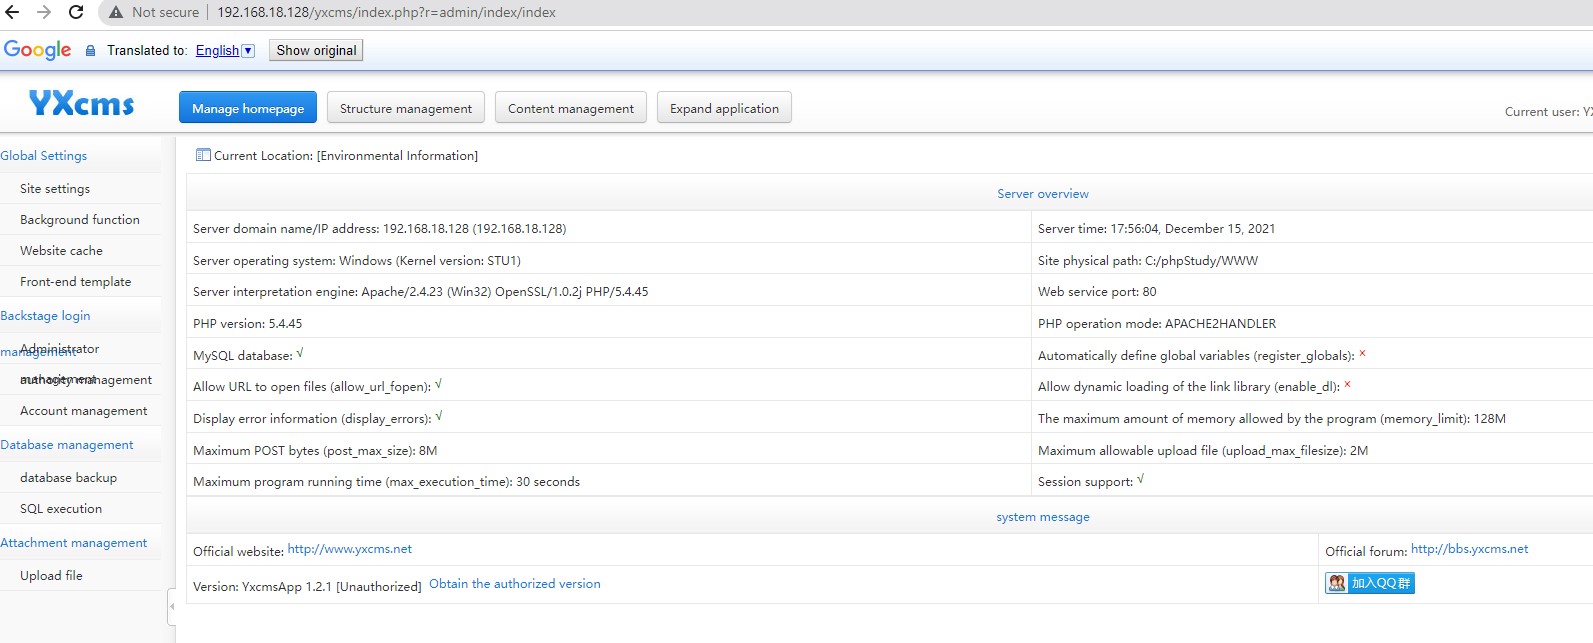 Not secure | 192.168.18.128/yxcms/index.php?r=admin/index/index
Google Translated to: English Show original
YXcms Manage homepage Structure management Content management Expand application Current user: YX
Global Settings
Site settings
Background function
Website cache
Front-end template
Backstage login
management
Administrator
management
authority management
Account management
Database management
database backup
SQL execution
Attachment management
Upload file
Current Location: [Environmental Information]
Server overview
Server domain name/IP address: 192.168.18.128 (192.168.18.128) Server time: 17:56:04, December 15, 2021
Server operating system: Windows (Kernel version: STU1) Site physical path: C:/phpStudy/WWW
Server interpretation engine: Apache/2.4.23 (Win32) OpenSSL/1.0.2j PHP/5.4.45 Web service port: 80
PHP version: 5.4.45 PHP operation mode: APACHE2HANDLER
MySQL database: √ Automatically define global variables (register_globals): ×
Allow URL to open files (allow_url_fopen): √ Allow dynamic loading of the link library (enable_dl): ×
Display error information (display_errors): √ The maximum amount of memory allowed by the program (memory_limit): 128M
Maximum POST bytes (post_max_size): 8M Maximum allowable upload file (upload_max_filesize): 2M
Maximum program running time (max_execution_time): 30 seconds Session support: √
system message
Official website: http://www.yxcms.net Official forum: http://bbs.yxcms.net
Version: YxcmsApp 1.2.1 [Unauthorized] Obtain the authorized version 加入QQ群